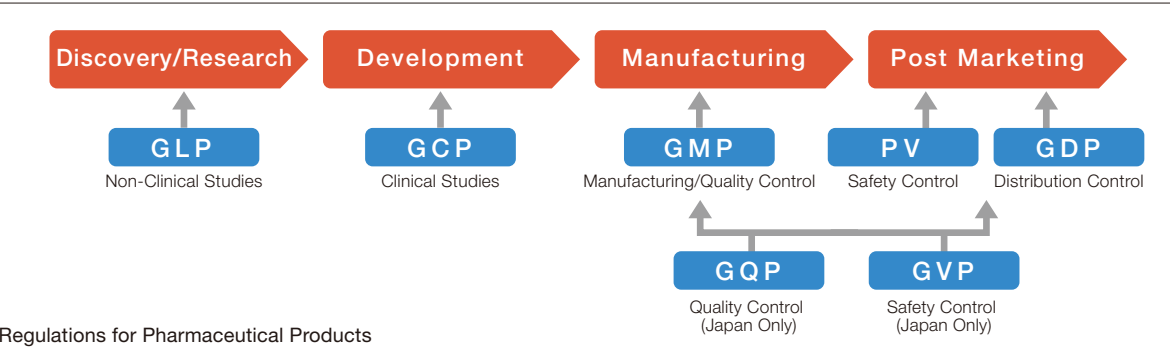 Discovery/Research
Development
Manufacturing
Post Marketing
GLP
GCP
GMP
PV
GDP
Non-Clinical Studies
Clinical Studies
Manufacturing/Quality Control
Safety Control
Distribution Control
GQP
GVP
Quality Control
(Japan Only)
Safety Control
(Japan Only)
Regulations for Pharmaceutical Products